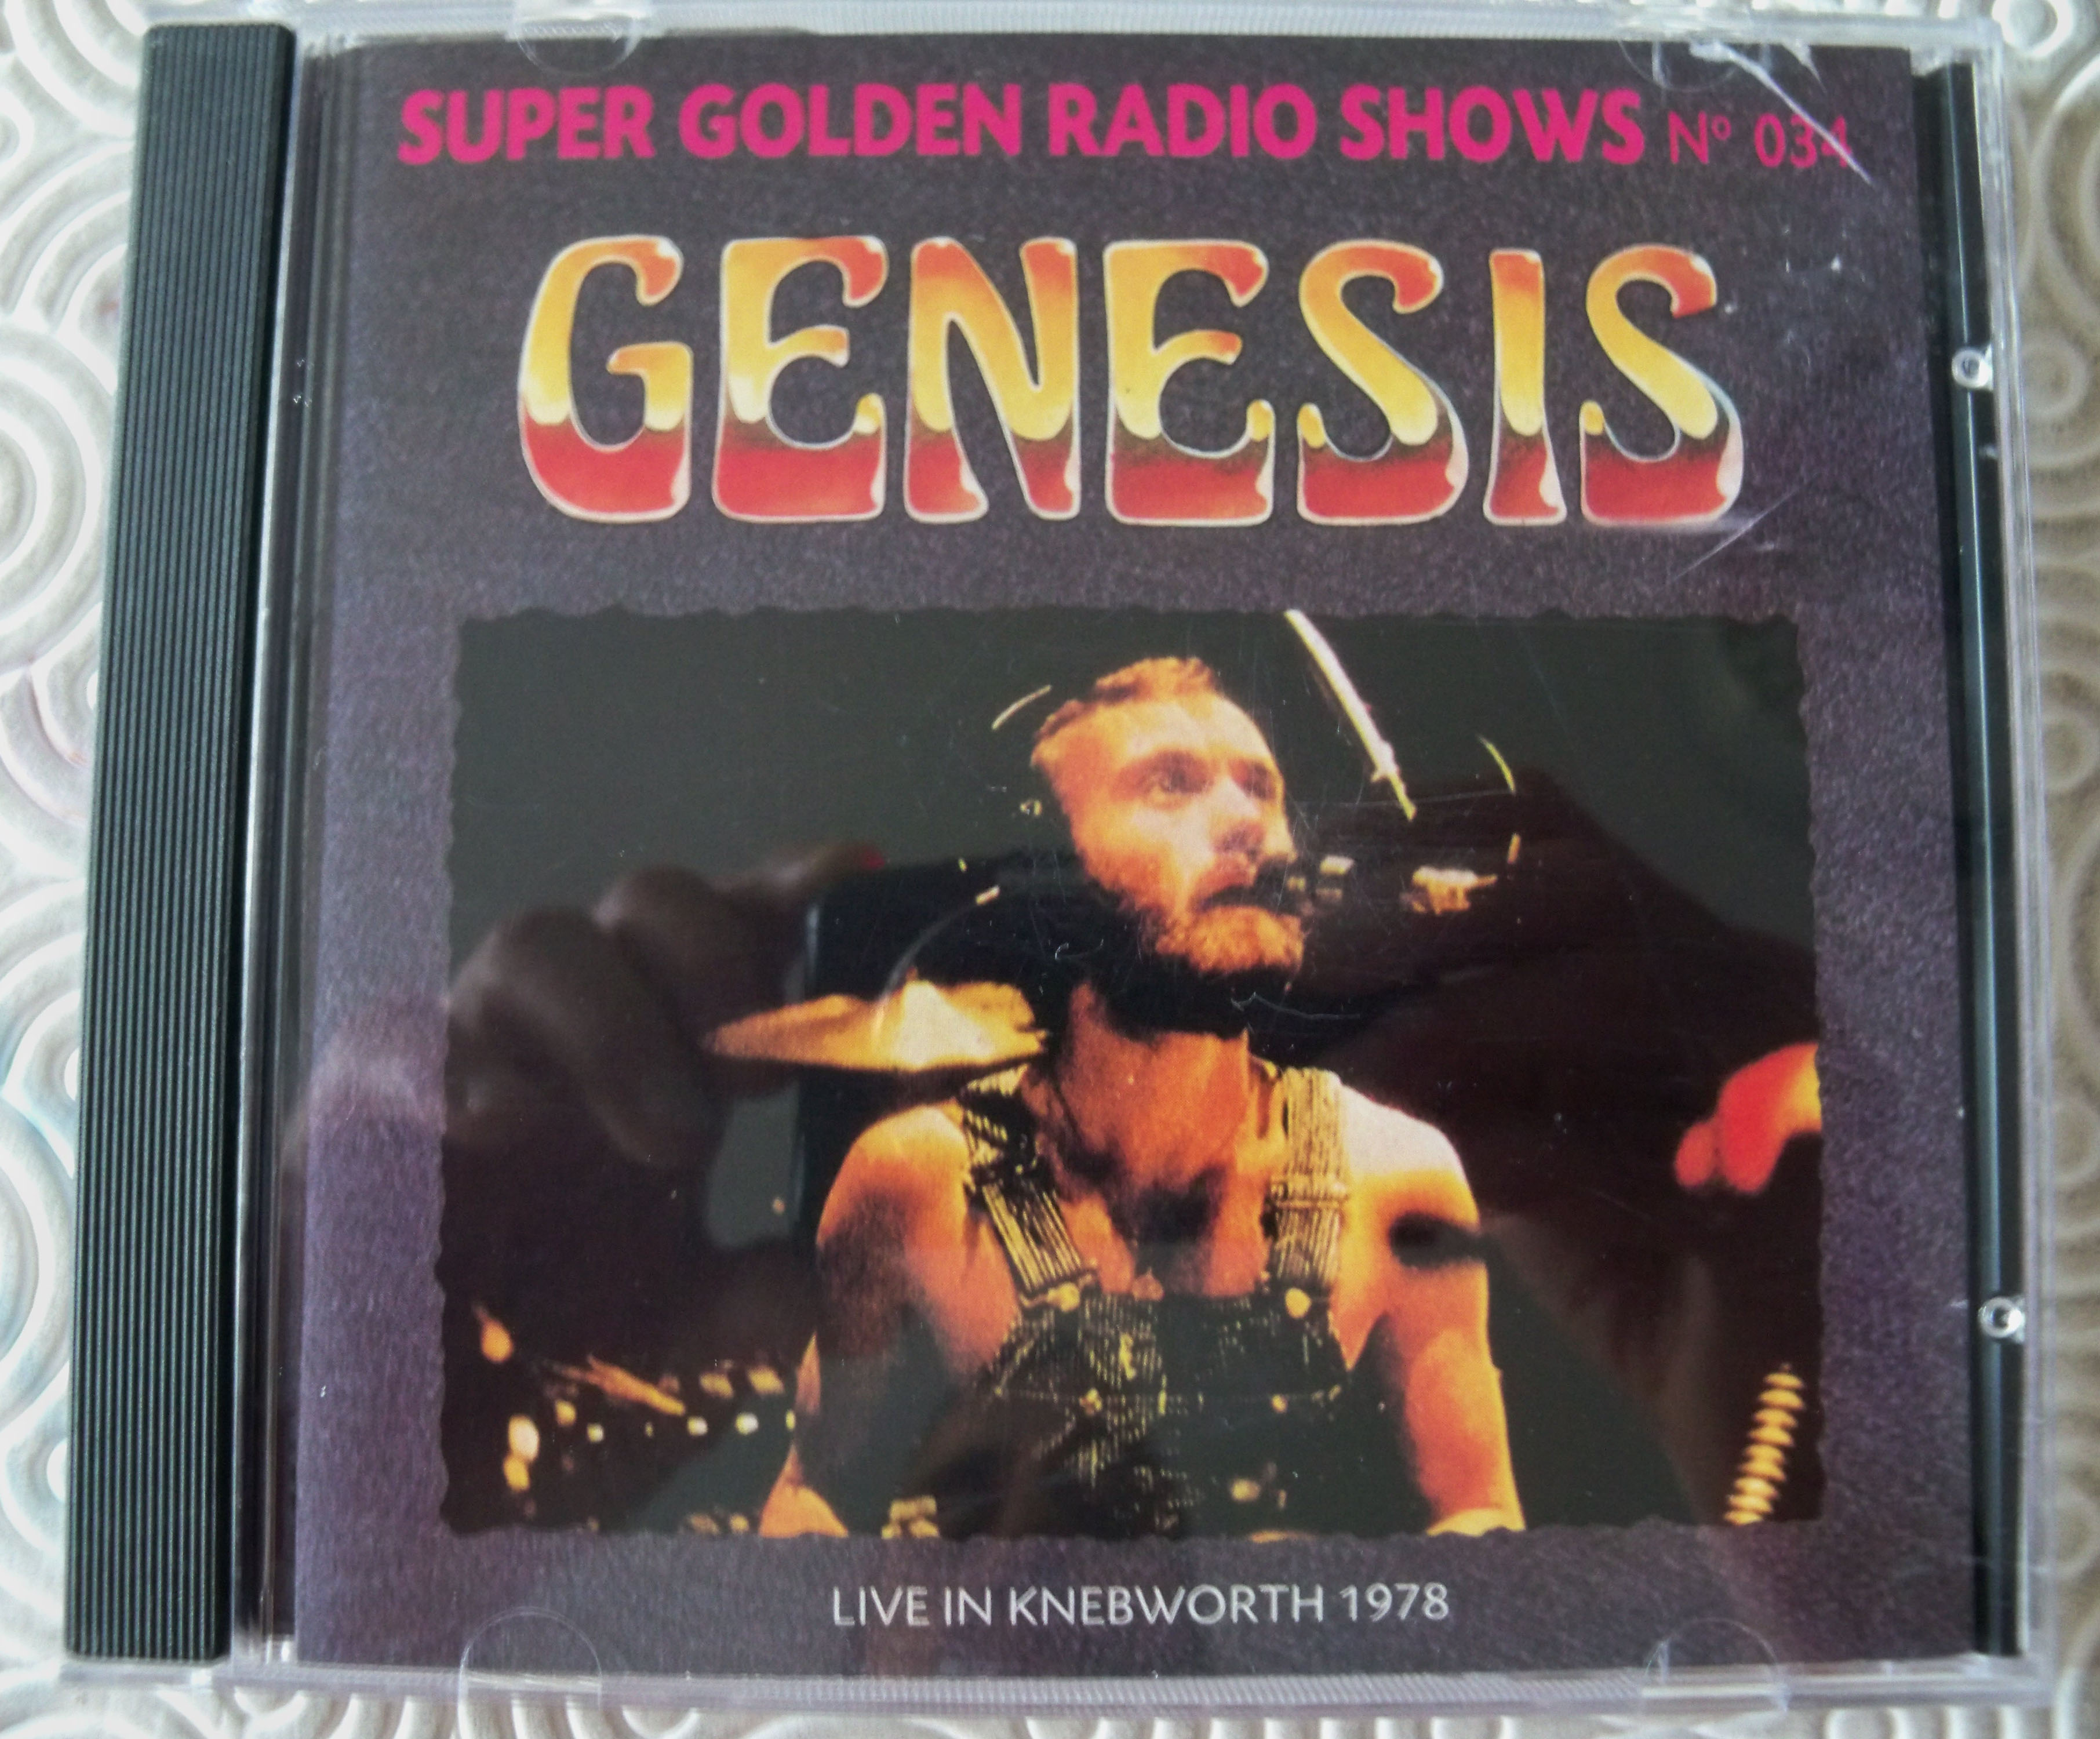 SUPER GOLDEN RADIO SHOWS Nº 034
GENESIS
LIVE IN KNEBWORTH 1978